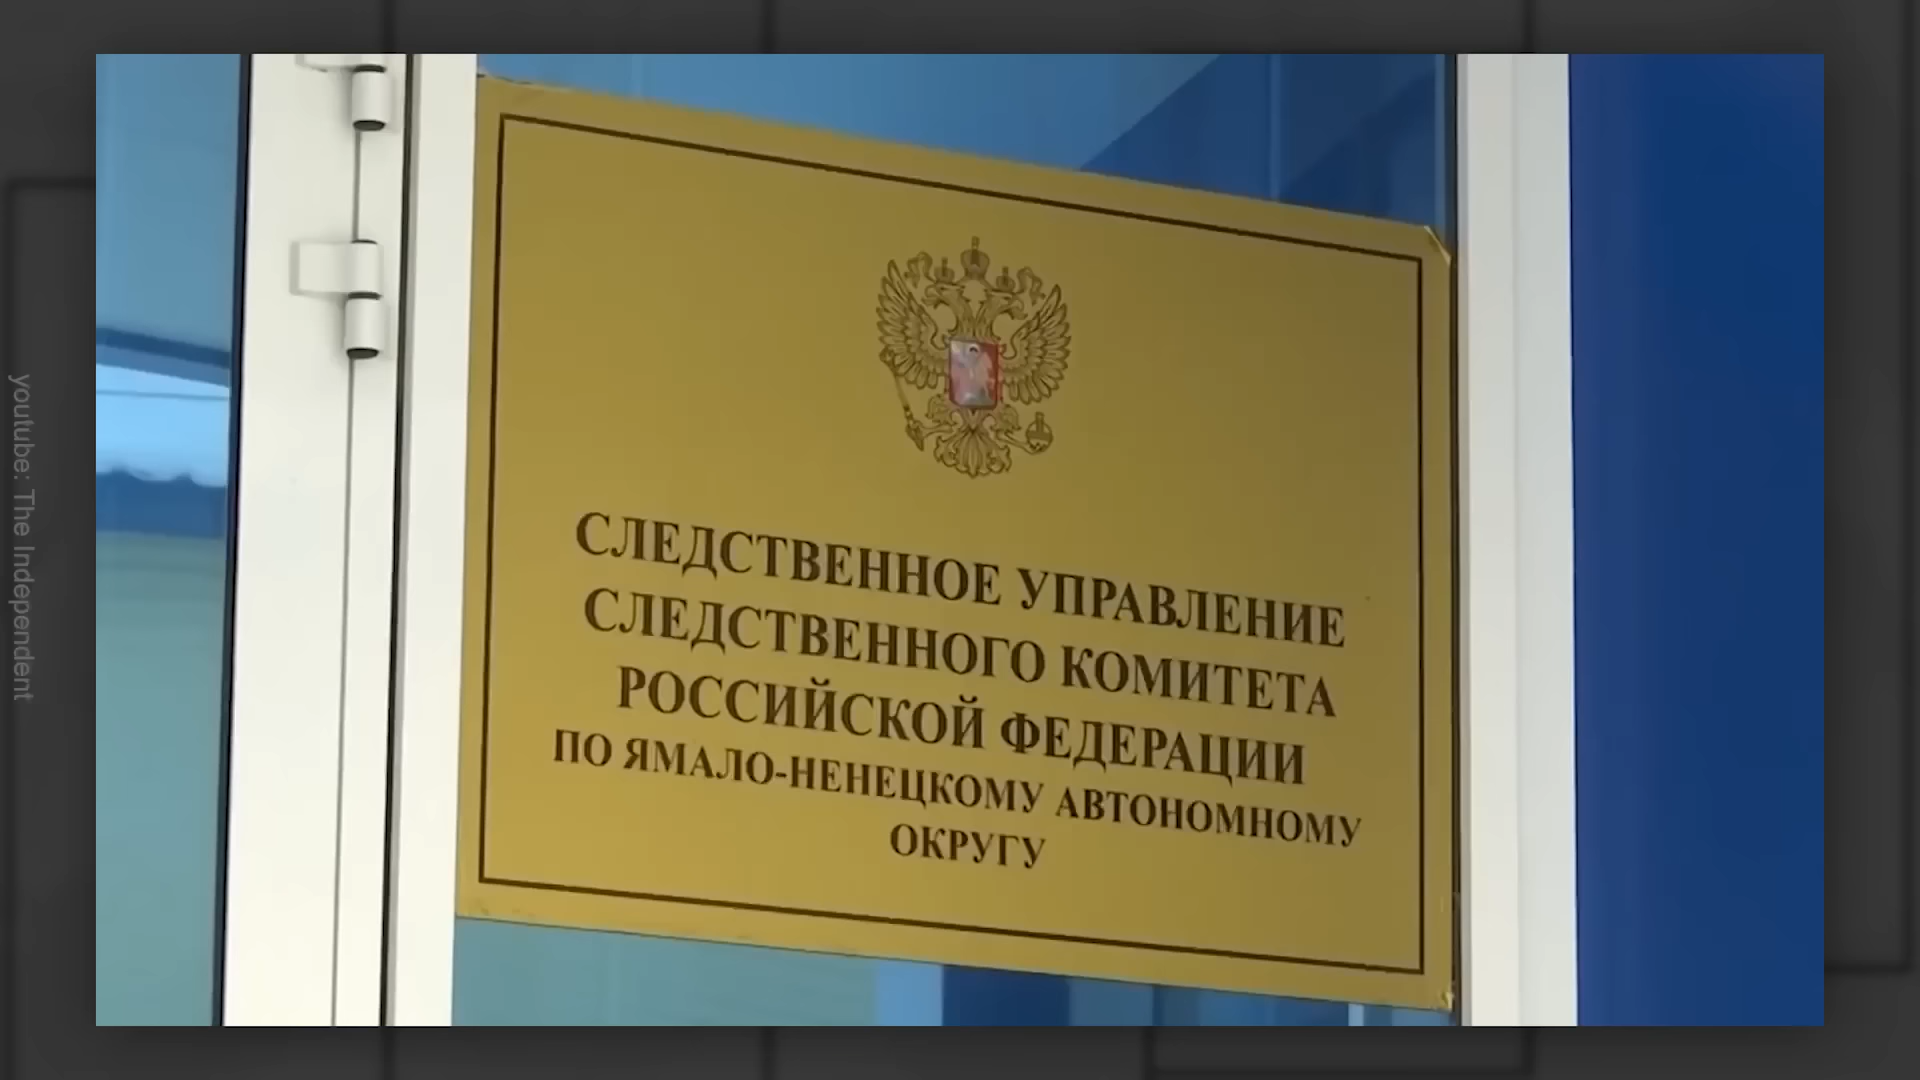 youtube: The Independent
СЛЕДСТВЕННОЕ УПРАВЛЕНИЕ
СЛЕДСТВЕННОГО КОМИТЕТА
РОССИЙСКОЙ ФЕДЕРАЦИИ
ПО ЯМАЛО-НЕНЕЦКОМУ АВТОНОМНОМУ
ОКРУГУ